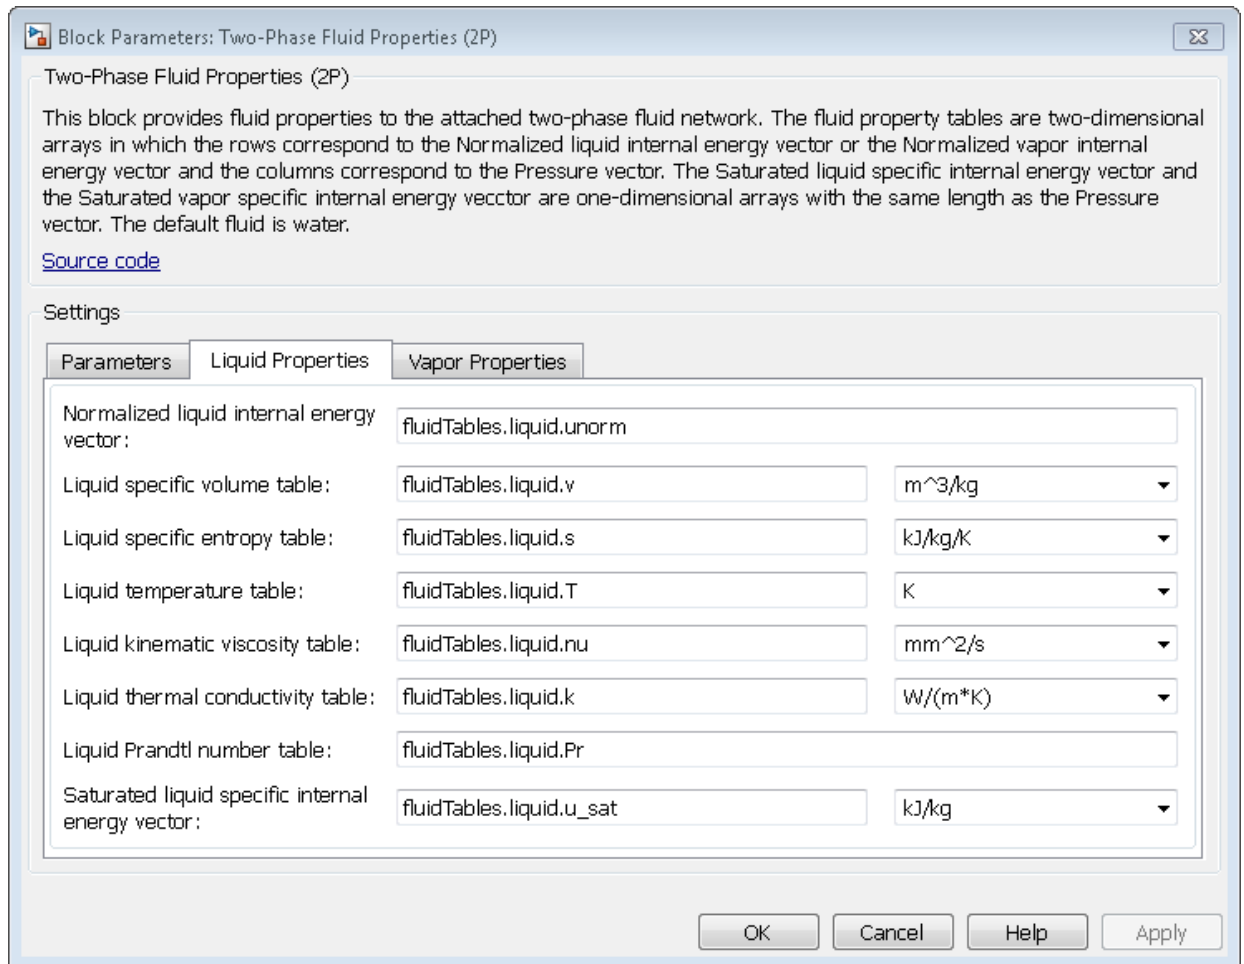 Block Parameters: Two-Phase Fluid Properties (2P)
Two-Phase Fluid Properties (2P)
This block provides fluid properties to the attached two-phase fluid network. The fluid property tables are two-dimensional
arrays in which the rows correspond to the Normalized liquid internal energy vector or the Normalized vapor internal
energy vector and the columns correspond to the Pressure vector. The Saturated liquid specific internal energy vector and
the Saturated vapor specific internal energy vecctor are one-dimensional arrays with the same length as the Pressure
vector. The default fluid is water.
Source code
Settings
Parameters Liquid Properties Vapor Properties
Normalized liquid internal energy
vector: fluidTables.liquid.unorm
Liquid specific volume table: fluidTables.liquid.v m^3/kg
Liquid specific entropy table: fluidTables.liquid.s kJ/kg/K
Liquid temperature table: fluidTables.liquid.T K
Liquid kinematic viscosity table: fluidTables.liquid.nu mm^2/s
Liquid thermal conductivity table: fluidTables.liquid.k W/(m*K)
Liquid Prandtl number table: fluidTables.liquid.Pr
Saturated liquid specific internal
energy vector: fluidTables.liquid.u_sat kJ/kg
OK Cancel Help Apply